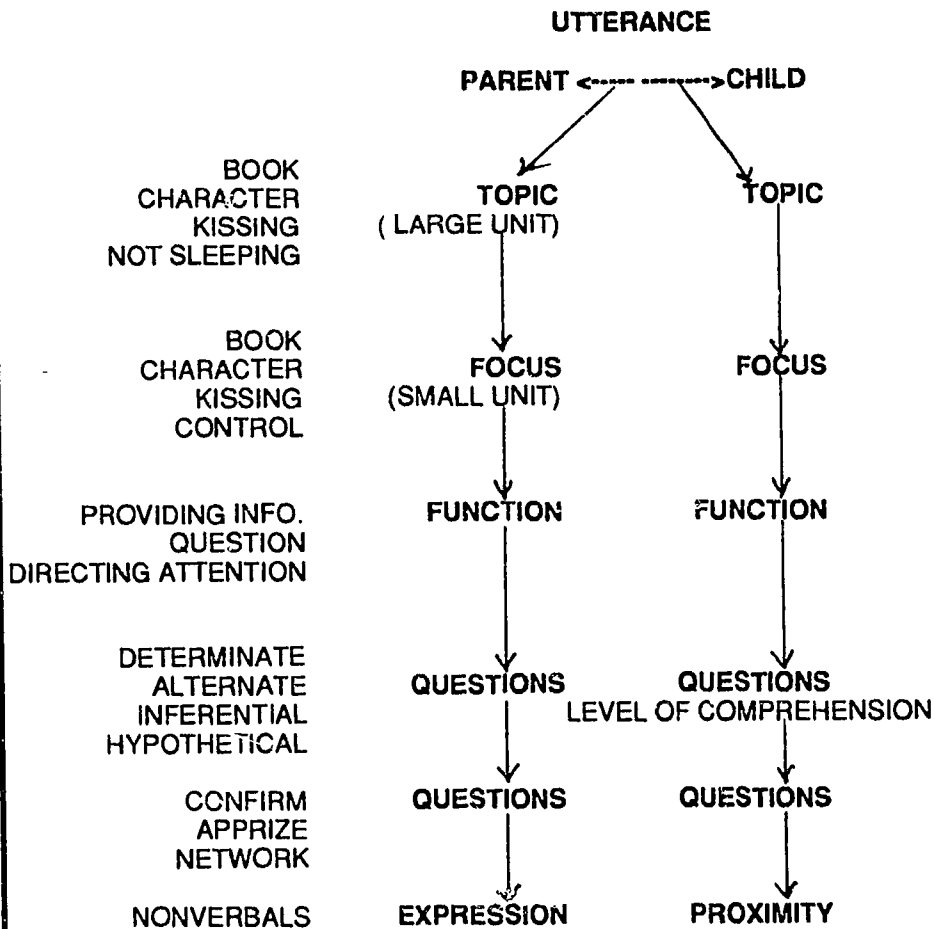 UTTERANCE
PARENT <----- ------>CHILD
BOOK
CHARACTER TOPIC TOPIC
KISSING ( LARGE UNIT)
NOT SLEEPING
BOOK
CHARACTER FOCUS FOCUS
KISSING (SMALL UNIT)
CONTROL
PROVIDING INFO. FUNCTION FUNCTION
QUESTION
DIRECTING ATTENTION
DETERMINATE
ALTERNATE QUESTIONS QUESTIONS
INFERENTIAL LEVEL OF COMPREHENSION
HYPOTHETICAL
CONFIRM QUESTIONS QUESTIONS
APPRIZE
NETWORK
NONVERBALS EXPRESSION PROXIMITY